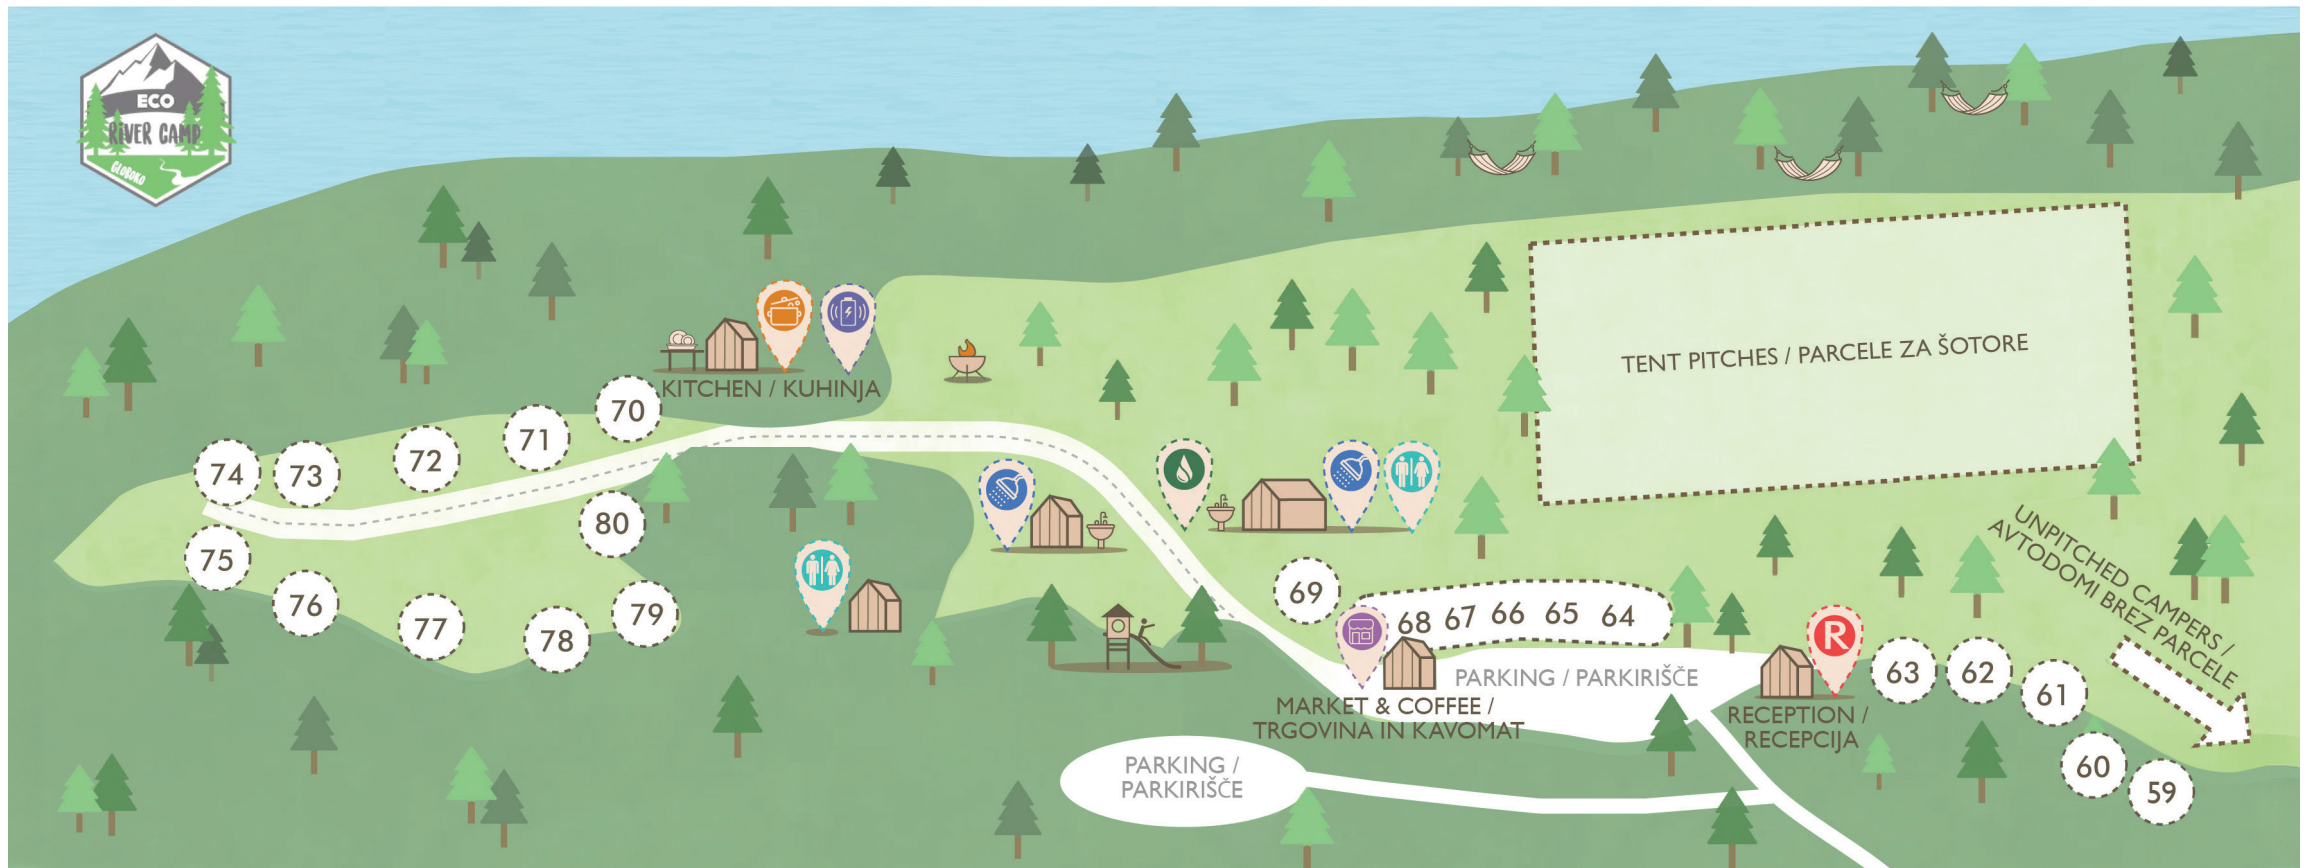 ECO
RIVER CAMP
GLOBOKO
TENT PITCHES / PARCELE ZA ŠOTORE
KITCHEN / KUHINJA
70
71
72
73
74
75
76
77
78
79
80
69
68 67 66 65 64
UNPITCHED CAMPERS /
AVTODOMI BREZ PARCELE
R
63
62
61
60
59
PARKING / PARKIRIŠČE
MARKET & COFFEE /
TRGOVINA IN KAVOMAT
RECEPTION /
RECEPCIJA
PARKING /
PARKIRIŠČE